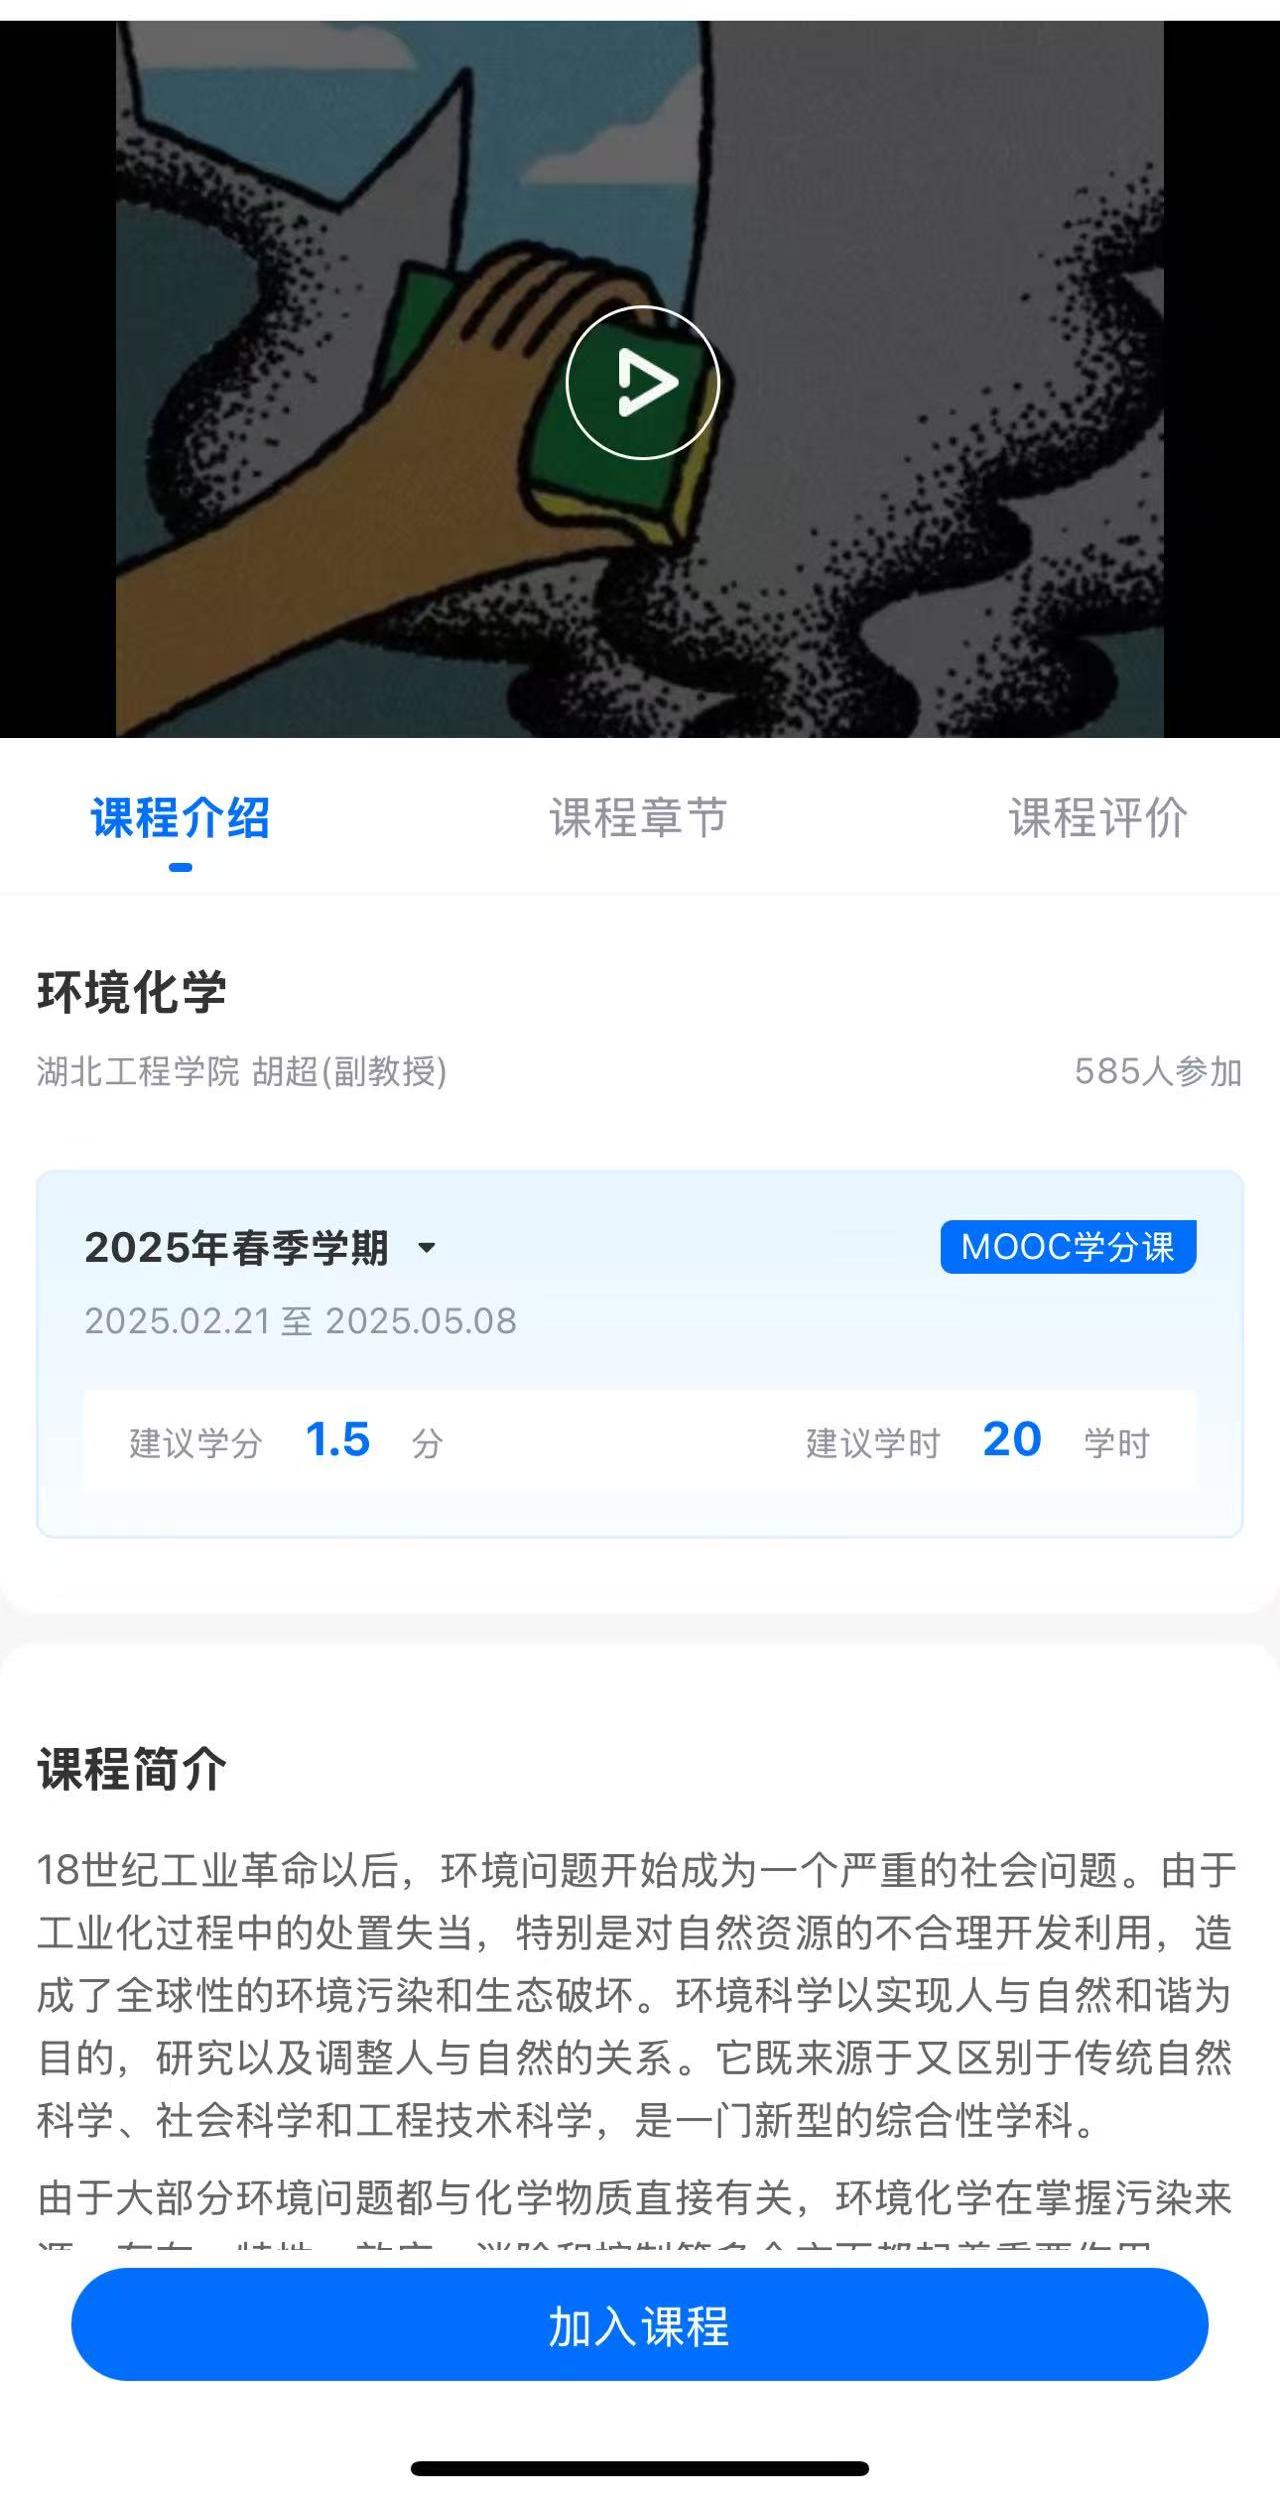 课程介绍 课程章节 课程评价
环境化学
湖北工程学院 胡超(副教授) 585人参加
2025年春季学期 MOOC学分课
2025.02.21 至 2025.05.08
建议学分 1.5 分 建议学时 20 学时
课程简介
18世纪工业革命以后，环境问题开始成为一个严重的社会问题。由于
工业化过程中的处置失当，特别是对自然资源的不合理开发利用，造
成了全球性的环境污染和生态破坏。环境科学以实现人与自然和谐为
目的，研究以及调整人与自然的关系。它既来源于又区别于传统自然
科学、社会科学和工程技术科学，是一门新型的综合性学科。
由于大部分环境问题都与化学物质直接有关，环境化学在掌握污染来
加入课程